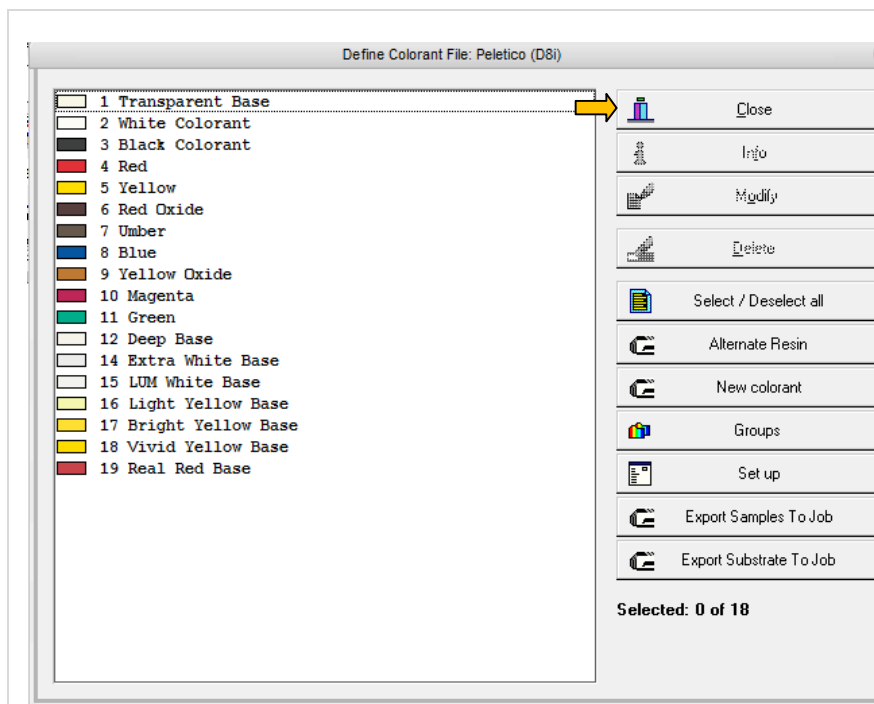 Define Colorant File: Peletico (D8i)
1 Transparent Base
2 White Colorant
3 Black Colorant
4 Red
5 Yellow
6 Red Oxide
7 Umber
8 Blue
9 Yellow Oxide
10 Magenta
11 Green
12 Deep Base
14 Extra White Base
15 LUM White Base
16 Light Yellow Base
17 Bright Yellow Base
18 Vivid Yellow Base
19 Real Red Base
Close
Info
Modify
Delete
Select / Deselect all
Alternate Resin
New colorant
Groups
Set up
Export Samples To Job
Export Substrate To Job
Selected: 0 of 18